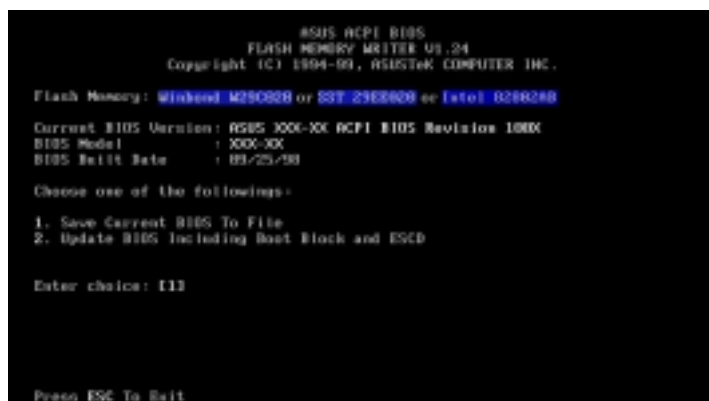 ASUS ACPI BIOS
FLASH MEMORY WRITER V1.24
Copyright (C) 1994-99, ASUSTeK COMPUTER INC.
Flash Memory: Winbond W29C020 or SST 29EE020 or Intel 82802AB
Current BIOS Version: ASUS XXX-XX ACPI BIOS Revision 100X
BIOS Model : XXX-XX
BIOS Built Date : 09/25/98
Choose one of the followings:
1. Save Current BIOS To File
2. Update BIOS Including Boot Block and ESCD
Enter choice: [1]
Press ESC To Exit